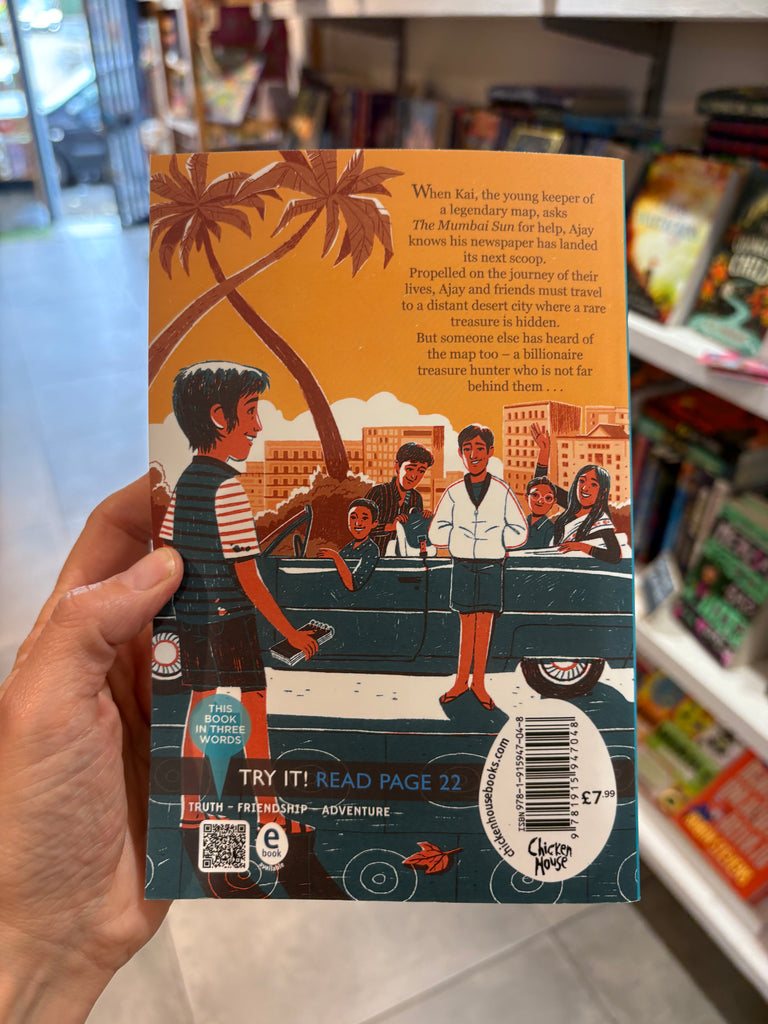 When Kai, the young keeper of
a legendary map, asks
The Mumbai Sun for help, Ajay
knows his newspaper has landed
its next scoop.
Propelled on the journey of their
lives, Ajay and friends must travel
to a distant desert city where a rare
treasure is hidden.
But someone else has heard of
the map too – a billionaire
treasure hunter who is not far
behind them . . .
THIS
BOOK
IN THREE
WORDS
TRY IT! READ PAGE 22
TRUTH – FRIENDSHIP – ADVENTURE
e
book
available
chickenhousebooks.com
ISBN 978-1-915947-04-8
9 781915 947048
£7.99
Chicken
House